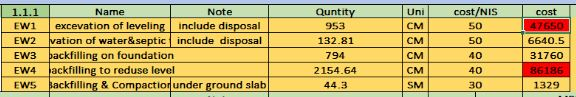 1.1.1 Name Note Quntity Uni cost/NIS cost
EW1 excevation of leveling include disposal 953 CM 50 47650
EW2 vation of water&septic include disposal 132.81 CM 50 6640.5
EW3 backfilling on foundation 794 CM 40 31760
EW4 backfilling to reduse level 2154.64 CM 40 86186
EW5 Backfilling & Compaction under ground slab 44.3 SM 30 1329